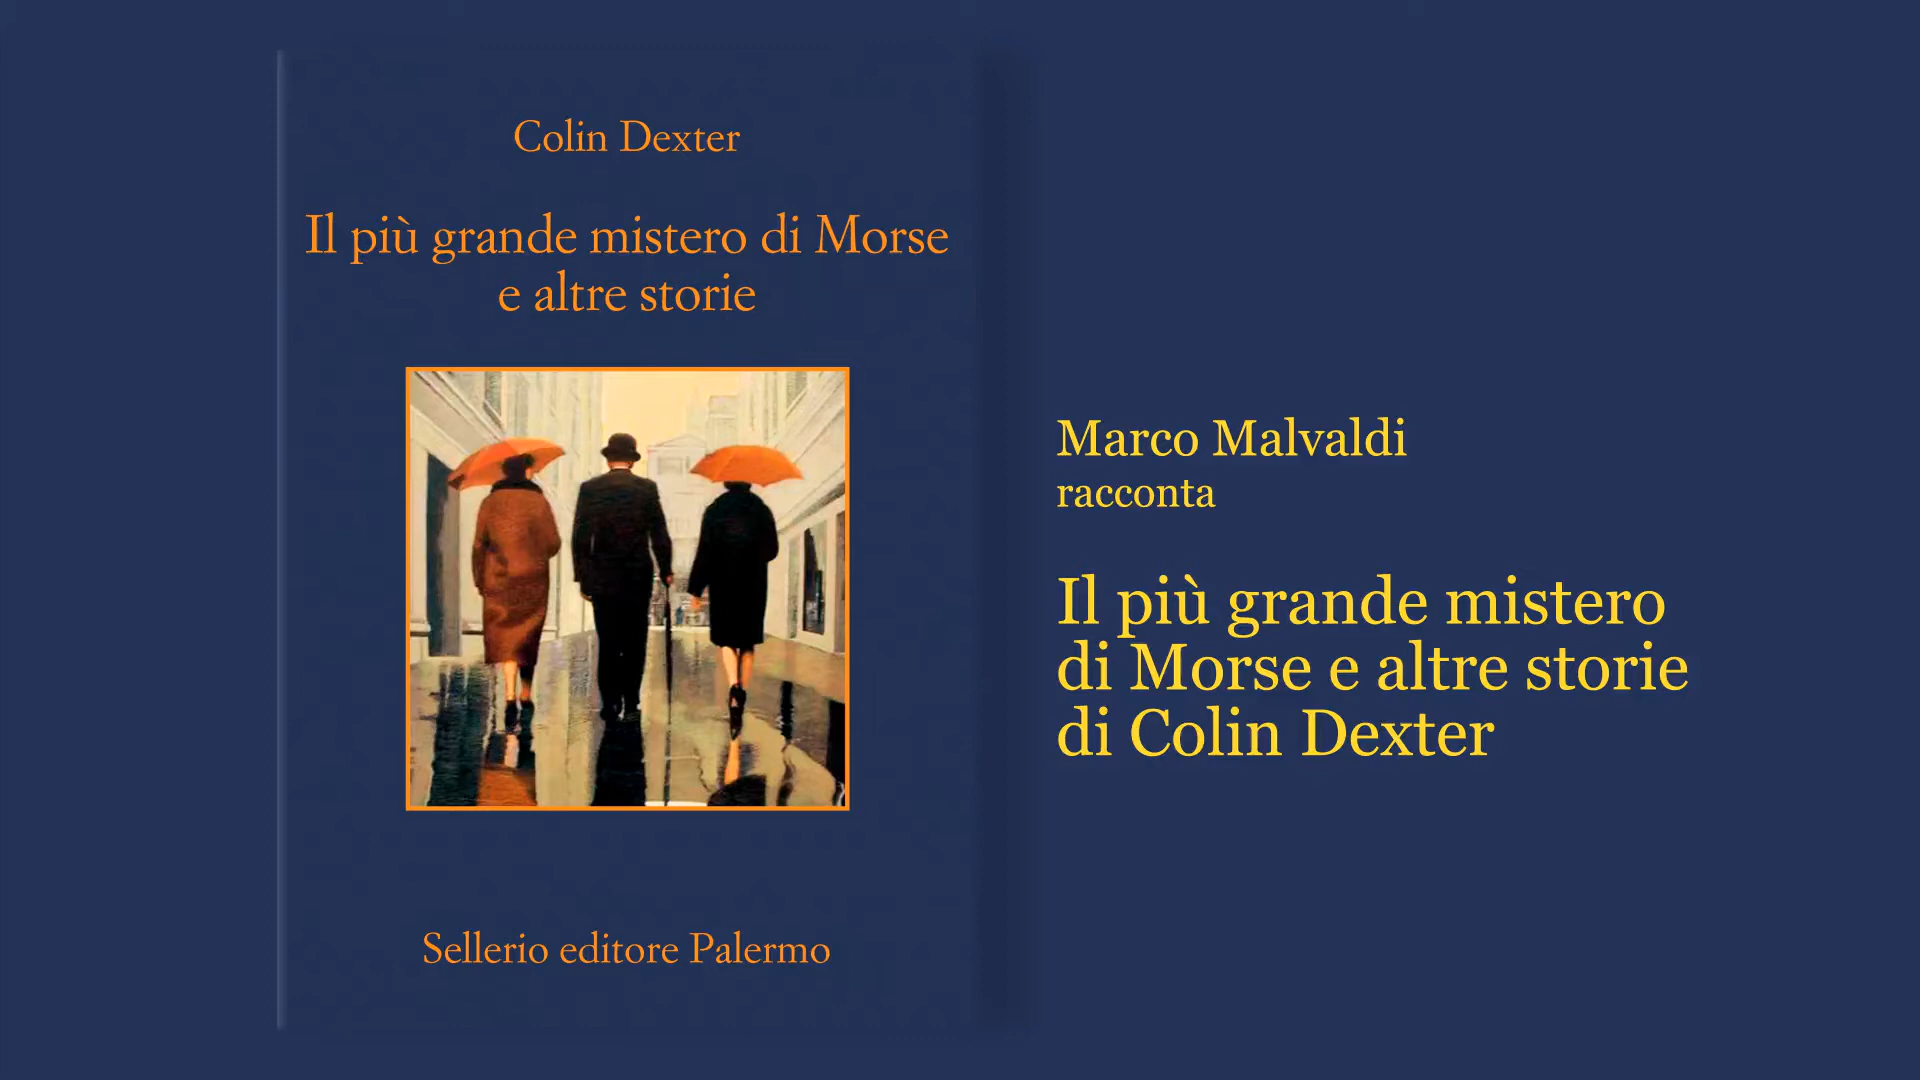 Colin Dexter
Il più grande mistero di Morse
e altre storie
Sellerio editore Palermo
Marco Malvaldi
racconta
Il più grande mistero
di Morse e altre storie
di Colin Dexter